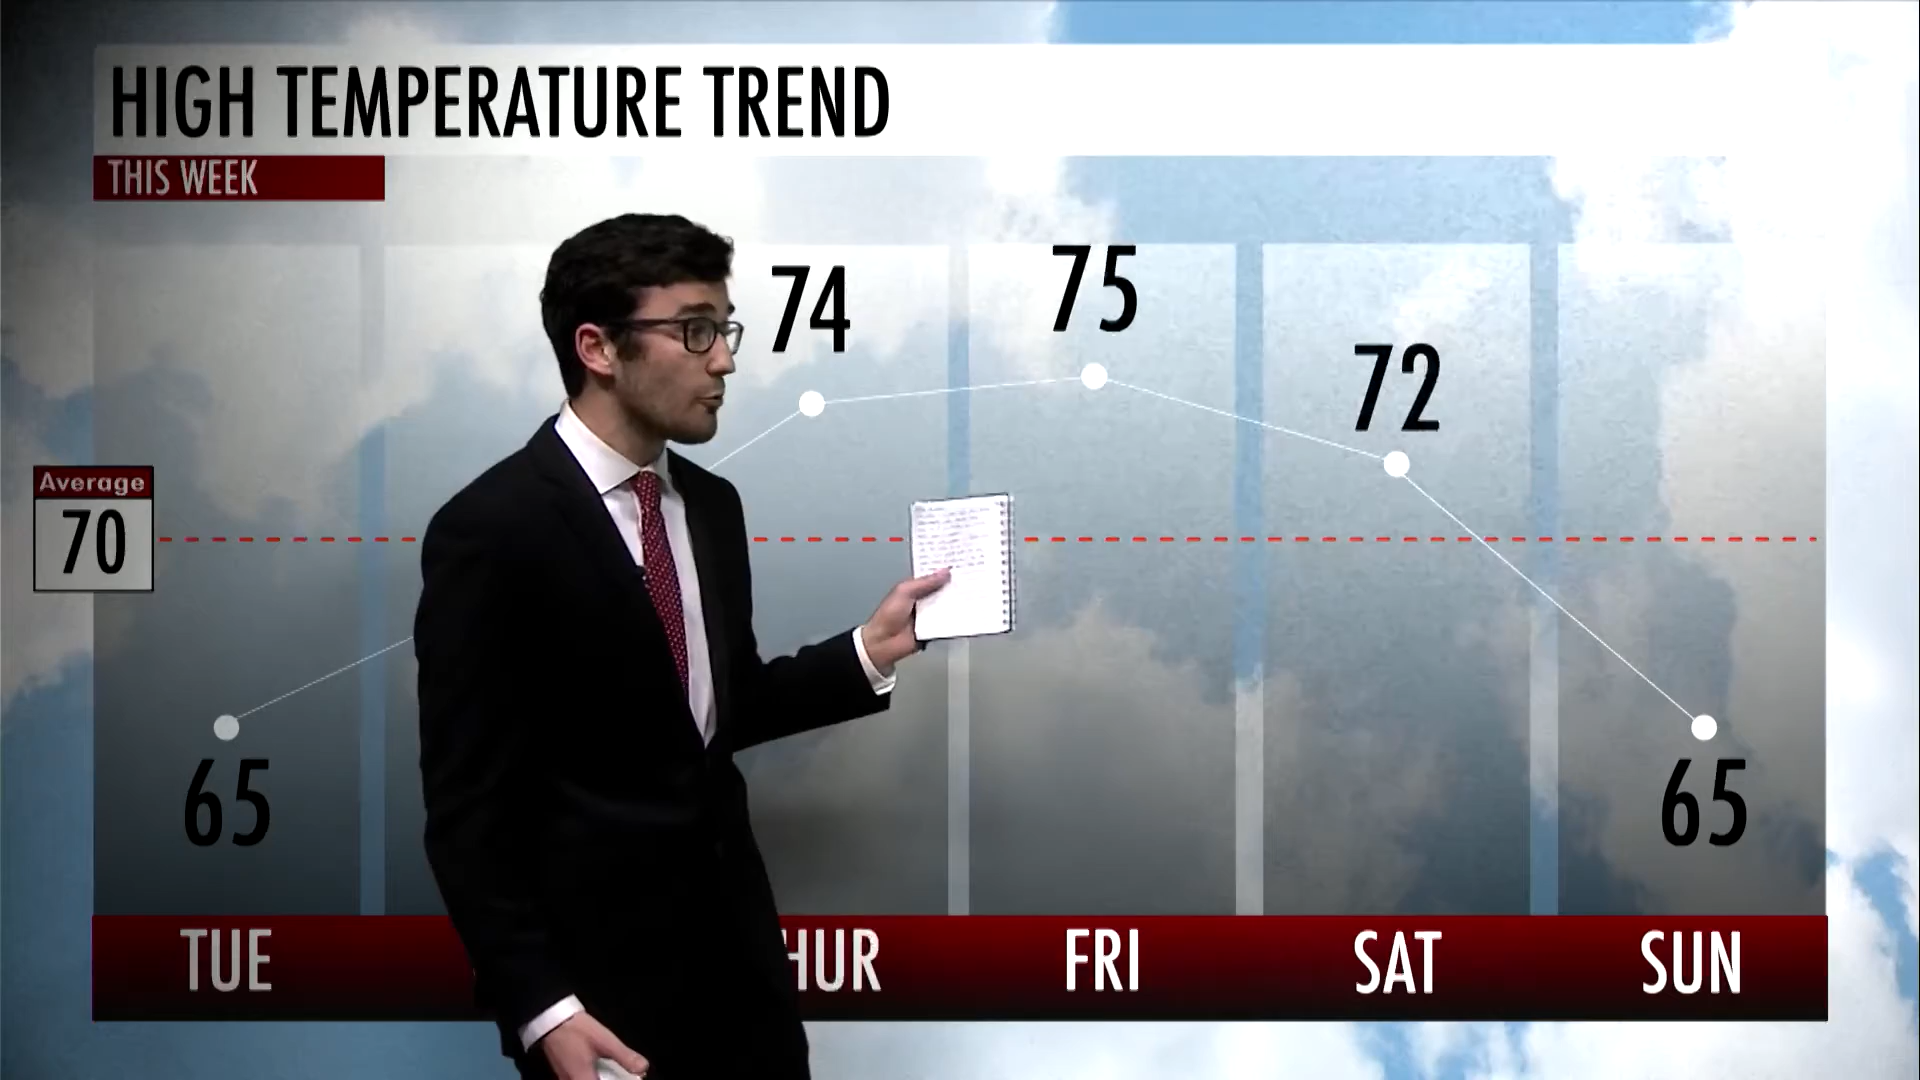 HIGH TEMPERATURE TREND
THIS WEEK
74
75
72
Average
70
65
65
TUE
HUR
FRI
SAT
SUN